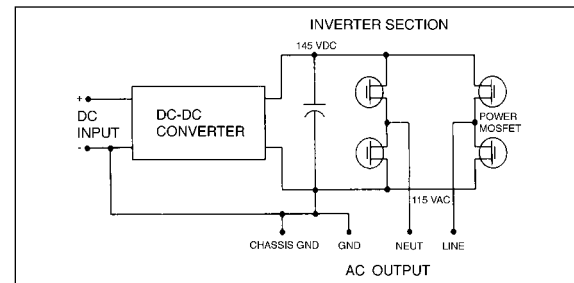 INVERTER SECTION
145 VDC
+
DC
INPUT
-
DC-DC
CONVERTER
POWER
MOSFET
115 VAC
CHASSIS GND
GND
NEUT
LINE
AC OUTPUT